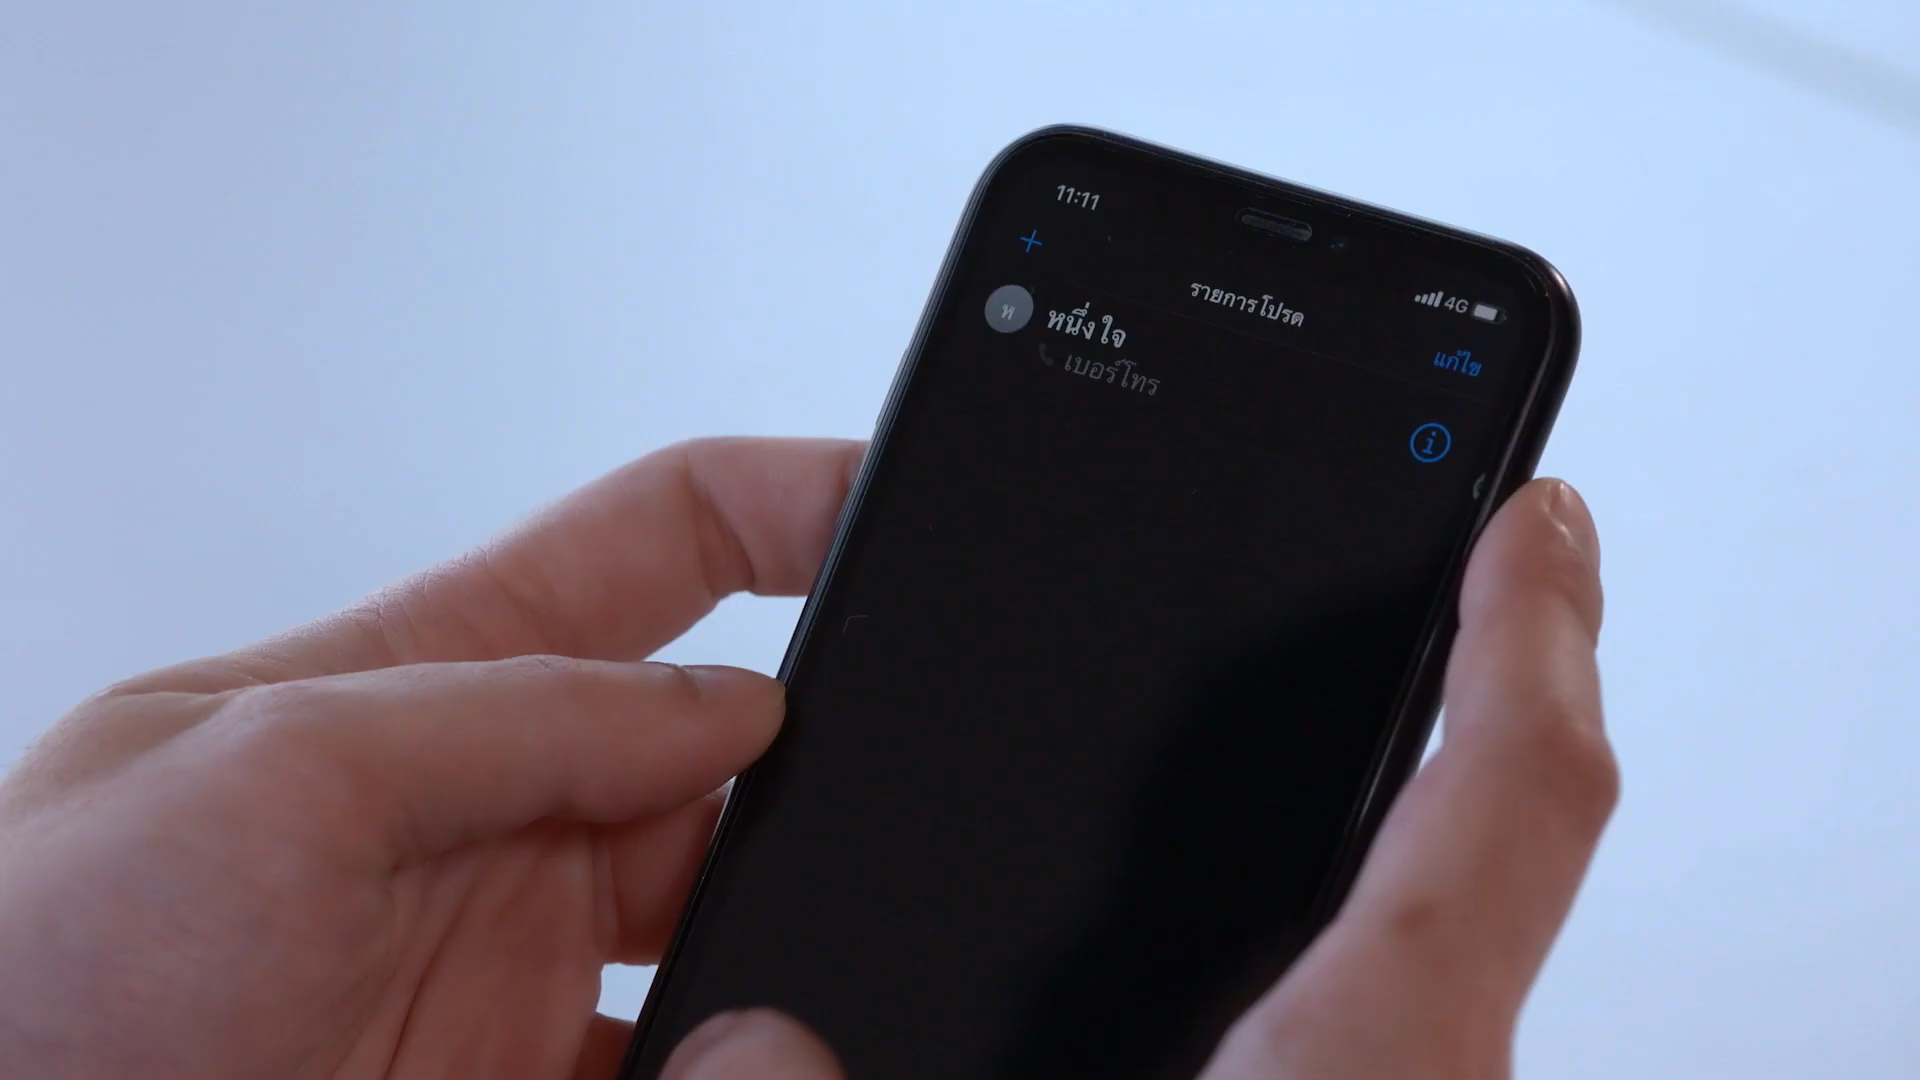 11:11
4G
รายการโปรด
แก้ไข
ห
หนึ่งใจ
เบอร์โทร